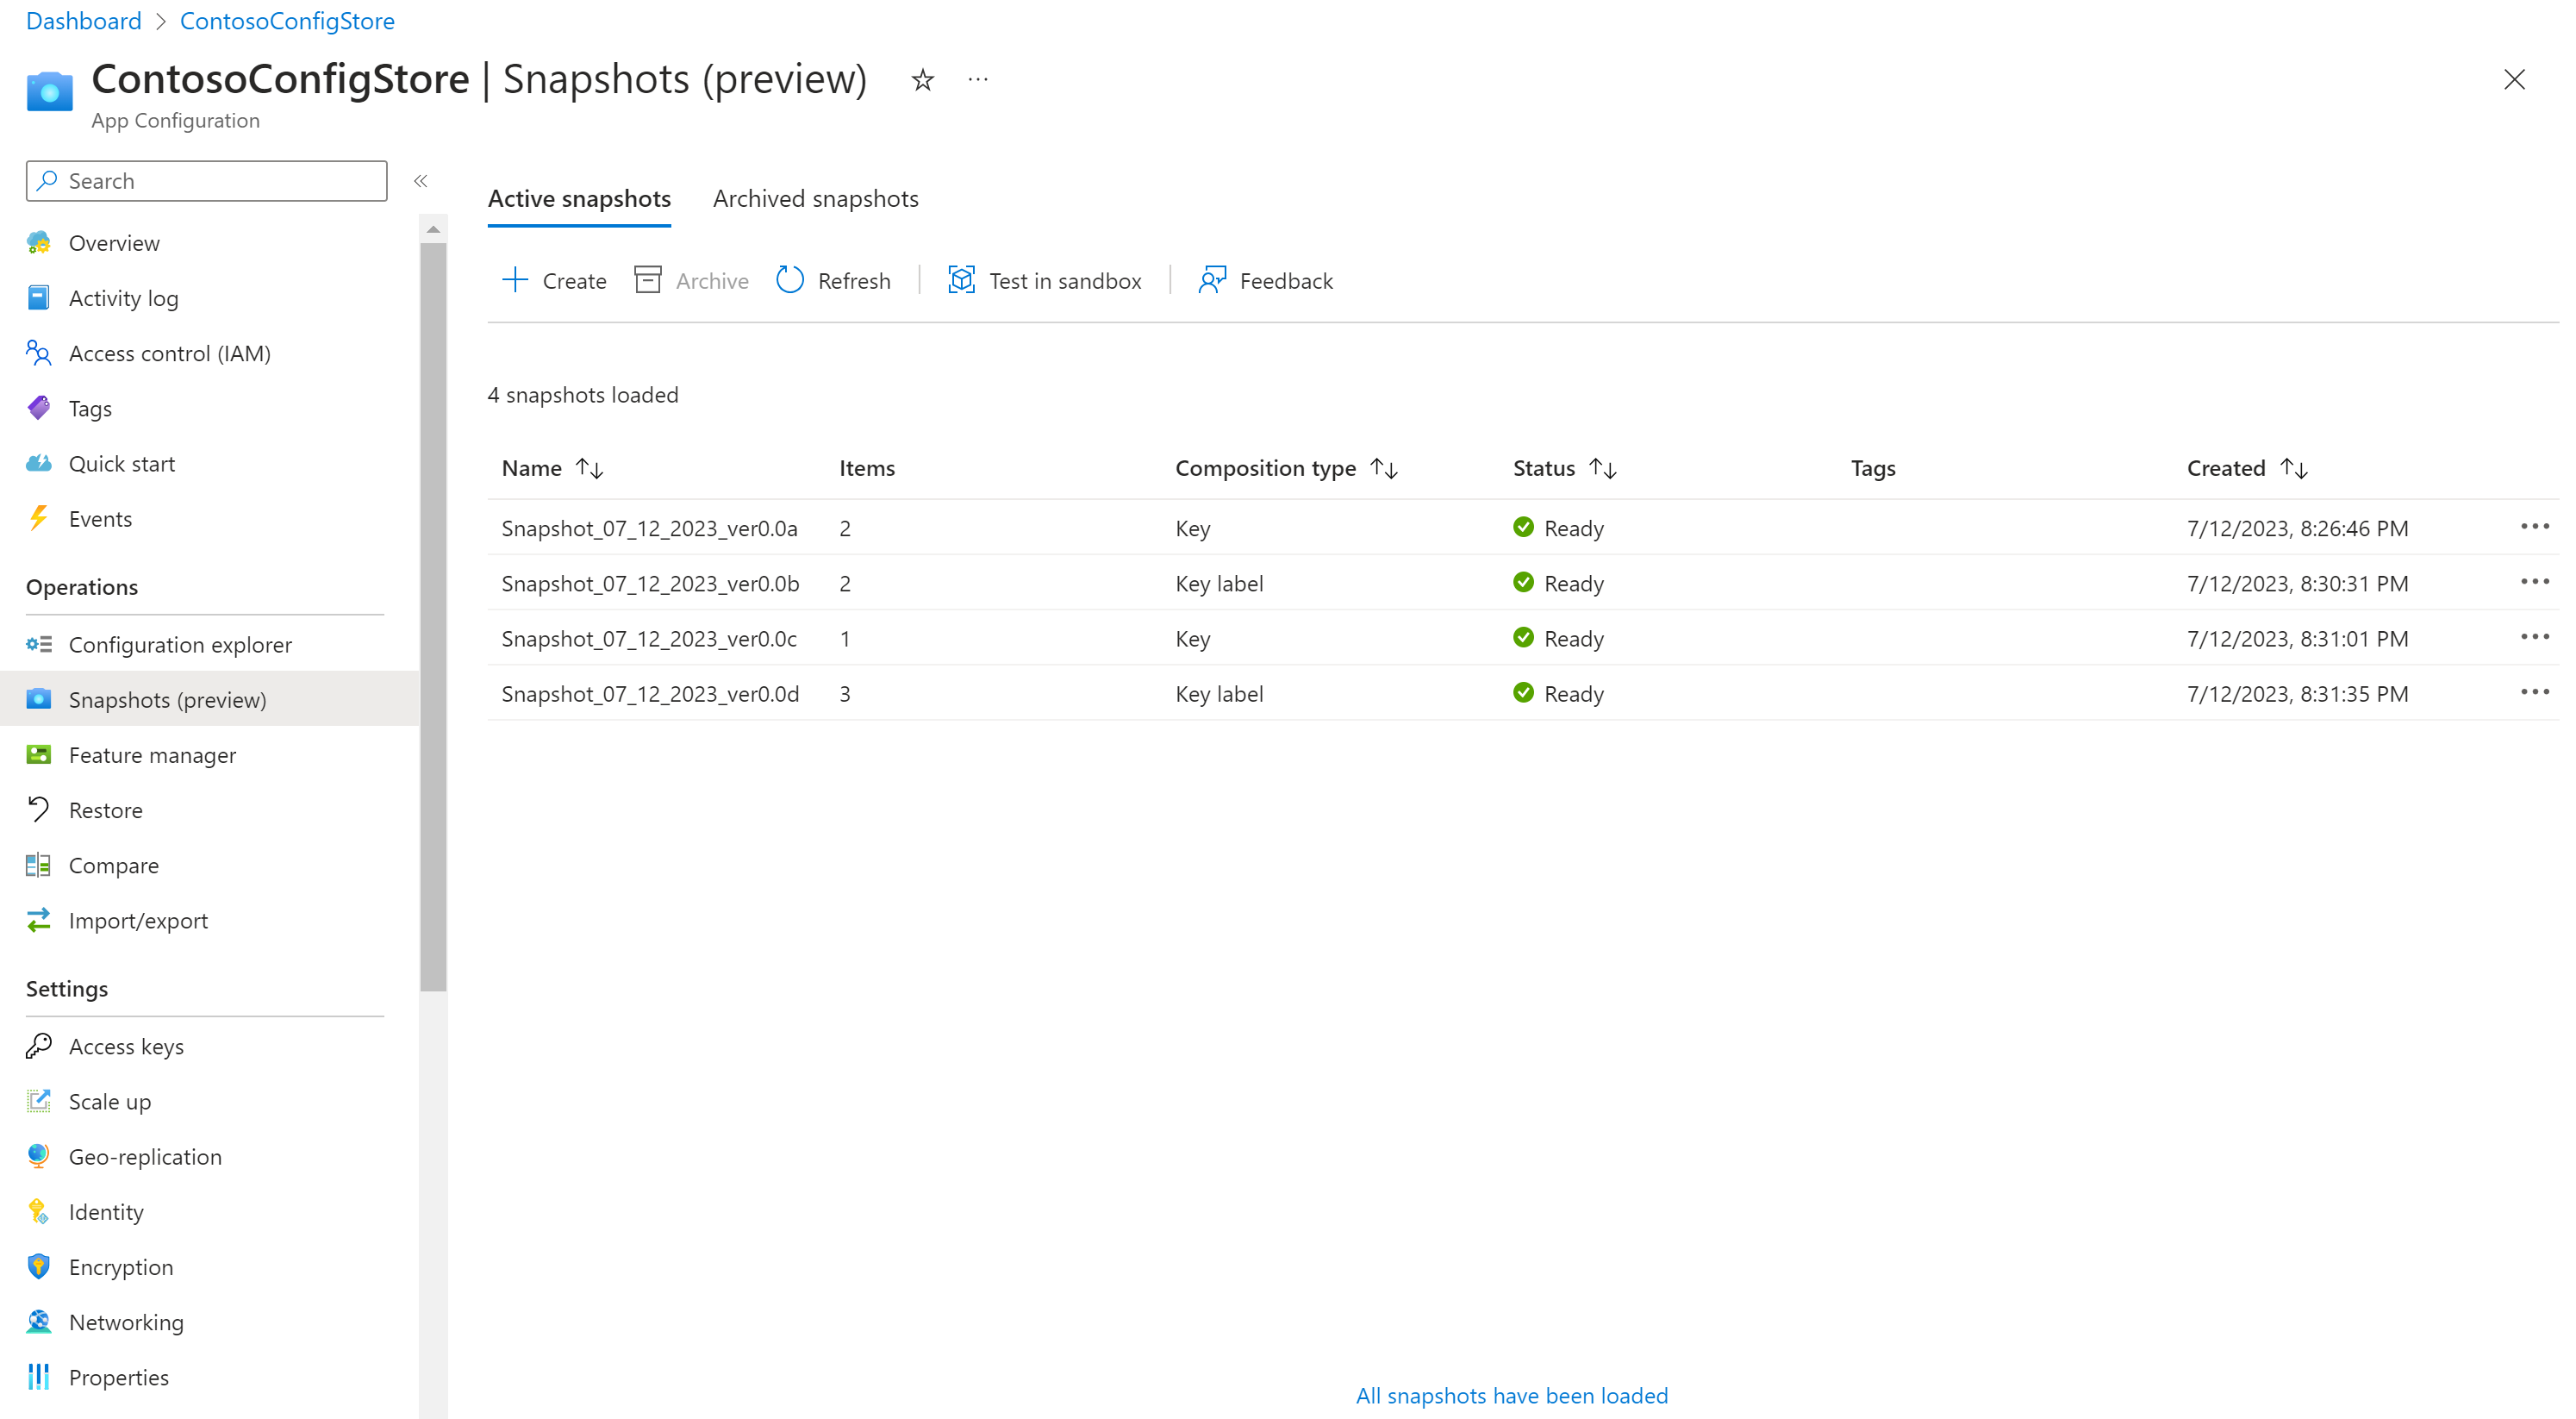 Dashboard > ContosoConfigStore
ContosoConfigStore | Snapshots (preview)
App Configuration
Search
Overview
Activity log
Access control (IAM)
Tags
Quick start
Events
Operations
Configuration explorer
Snapshots (preview)
Feature manager
Restore
Compare
Import/export
Settings
Access keys
Scale up
Geo-replication
Identity
Encryption
Networking
Properties
Active snapshots Archived snapshots
Create Archive Refresh Test in sandbox Feedback
4 snapshots loaded
Name Items Composition type Status Tags Created
Snapshot_07_12_2023_ver0.0a 2 Key Ready 7/12/2023, 8:26:46 PM
Snapshot_07_12_2023_ver0.0b 2 Key label Ready 7/12/2023, 8:30:31 PM
Snapshot_07_12_2023_ver0.0c 1 Key Ready 7/12/2023, 8:31:01 PM
Snapshot_07_12_2023_ver0.0d 3 Key label Ready 7/12/2023, 8:31:35 PM
All snapshots have been loaded